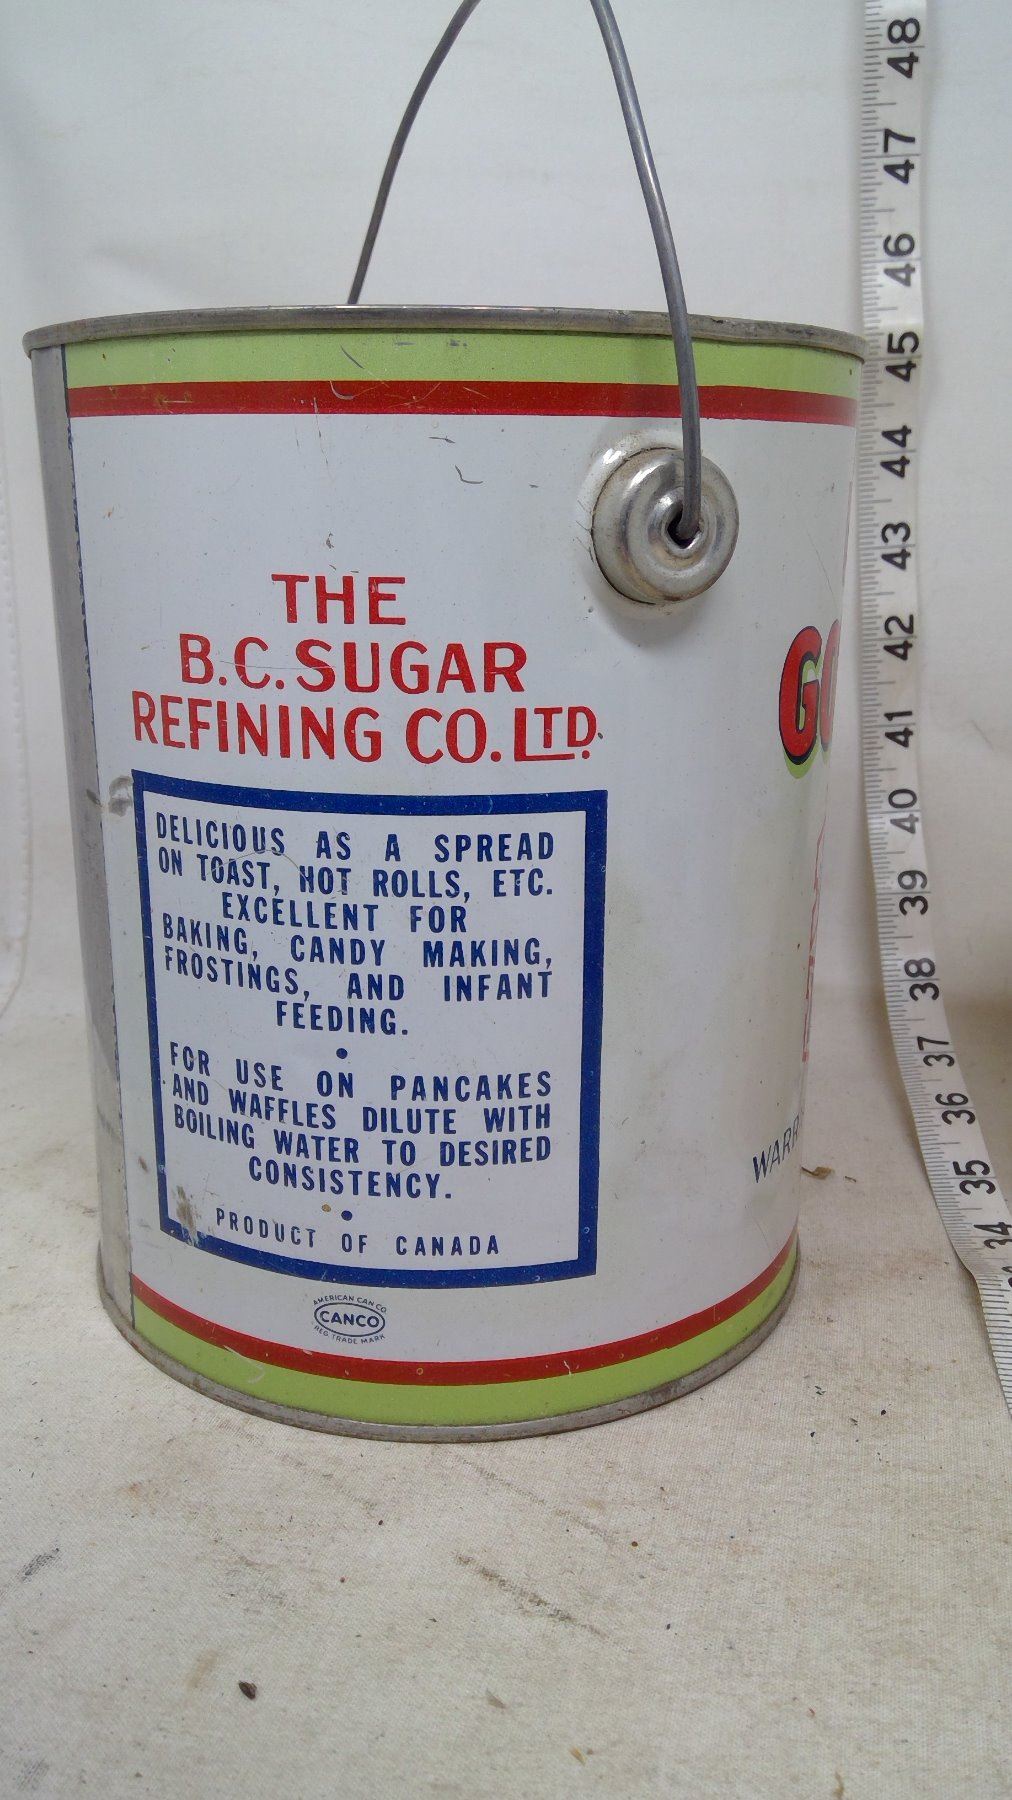 THE
B.C. SUGAR
REFINING CO. LTD.
DELICIOUS AS A SPREAD
ON TOAST, HOT ROLLS, ETC.
EXCELLENT FOR
BAKING, CANDY MAKING,
FROSTINGS, AND INFANT
FEEDING.
•
FOR USE ON PANCAKES
AND WAFFLES DILUTE WITH
BOILING WATER TO DESIRED
CONSISTENCY.
•
PRODUCT OF CANADA
AMERICAN CAN CO.
CANCO
REG. TRADE MARK
GO
WARR
48
47
46
45
44
43
42
41
40
39
38
37
36
35
34